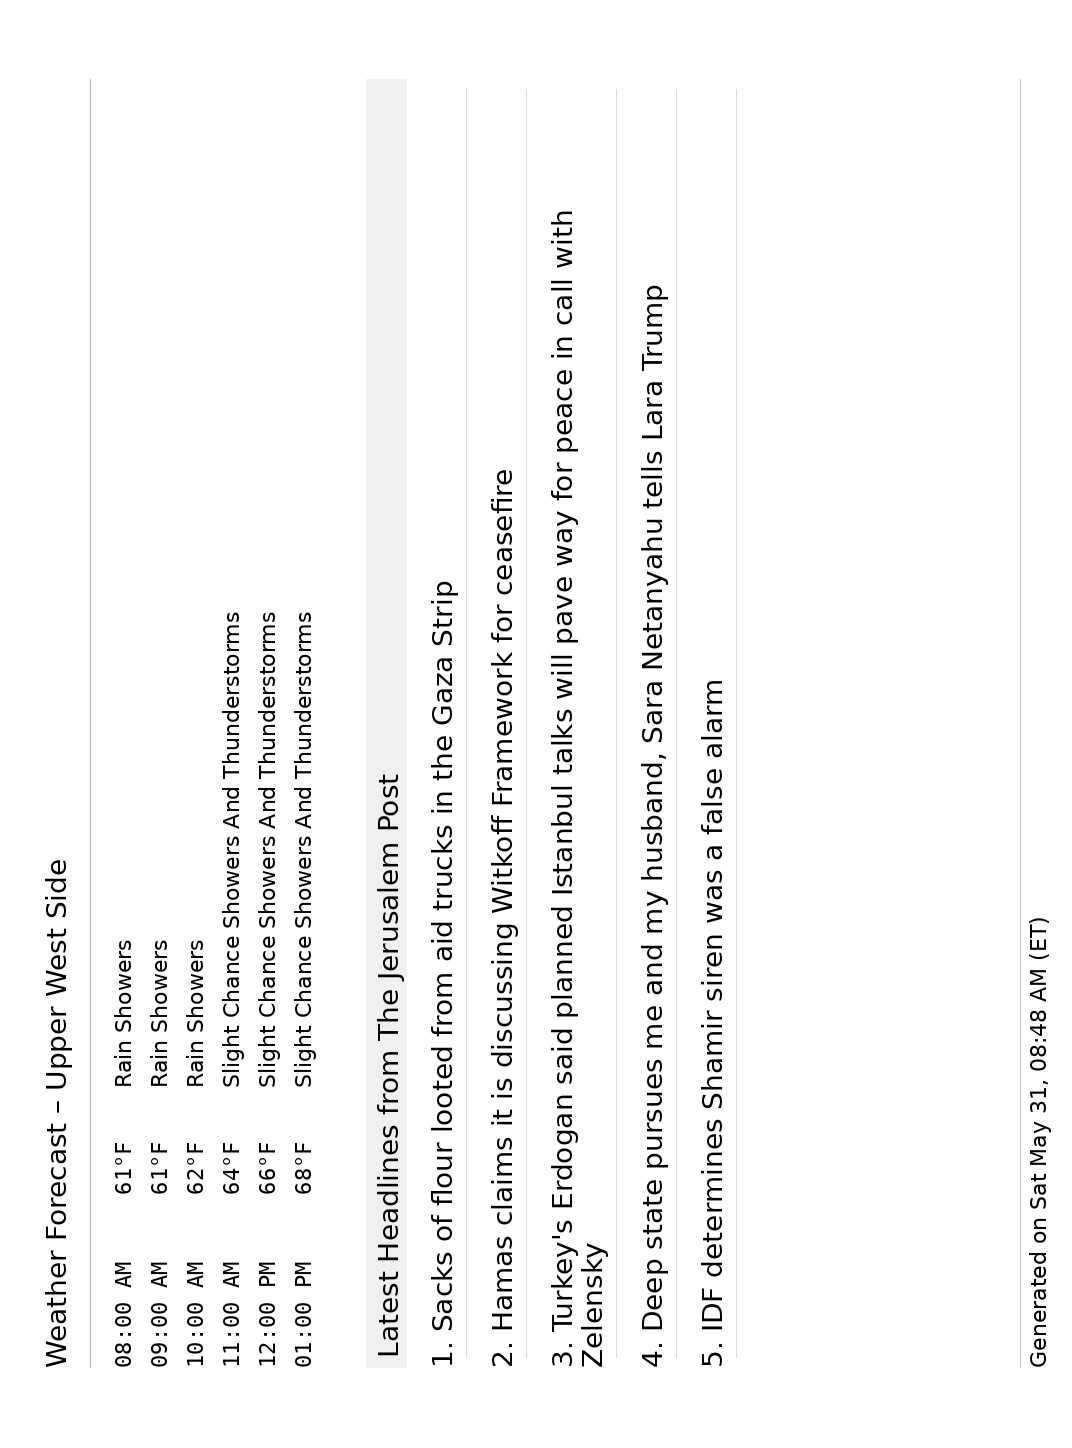 Weather Forecast – Upper West Side
08:00 AM 61°F Rain Showers
09:00 AM 61°F Rain Showers
10:00 AM 62°F Rain Showers
11:00 AM 64°F Slight Chance Showers And Thunderstorms
12:00 PM 66°F Slight Chance Showers And Thunderstorms
01:00 PM 68°F Slight Chance Showers And Thunderstorms
Latest Headlines from The Jerusalem Post
1. Sacks of flour looted from aid trucks in the Gaza Strip
2. Hamas claims it is discussing Witkoff Framework for ceasefire
3. Turkey's Erdogan said planned Istanbul talks will pave way for peace in call with
Zelensky
4. Deep state pursues me and my husband, Sara Netanyahu tells Lara Trump
5. IDF determines Shamir siren was a false alarm
Generated on Sat May 31, 08:48 AM (ET)